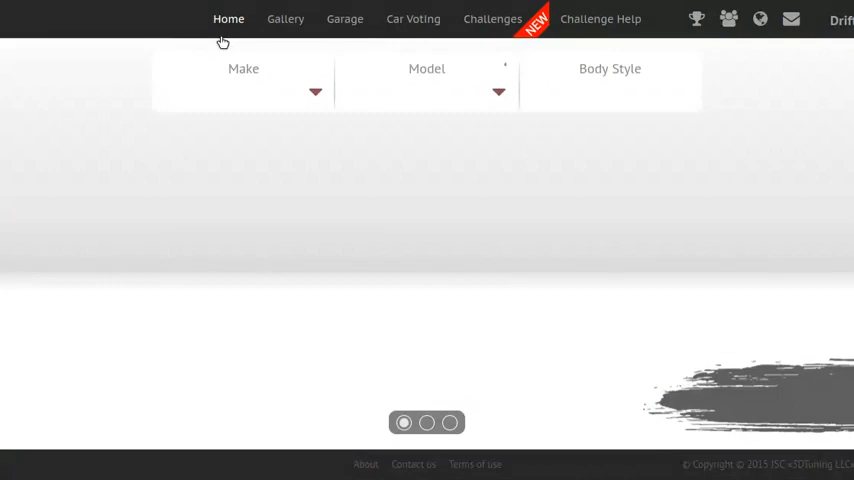 Home Gallery Garage Car Voting Challenges NEW Challenge Help Drift
Make Model Body Style
About Contact us Terms of use © Copyright © 2015 ISC «3DTuning LLC»